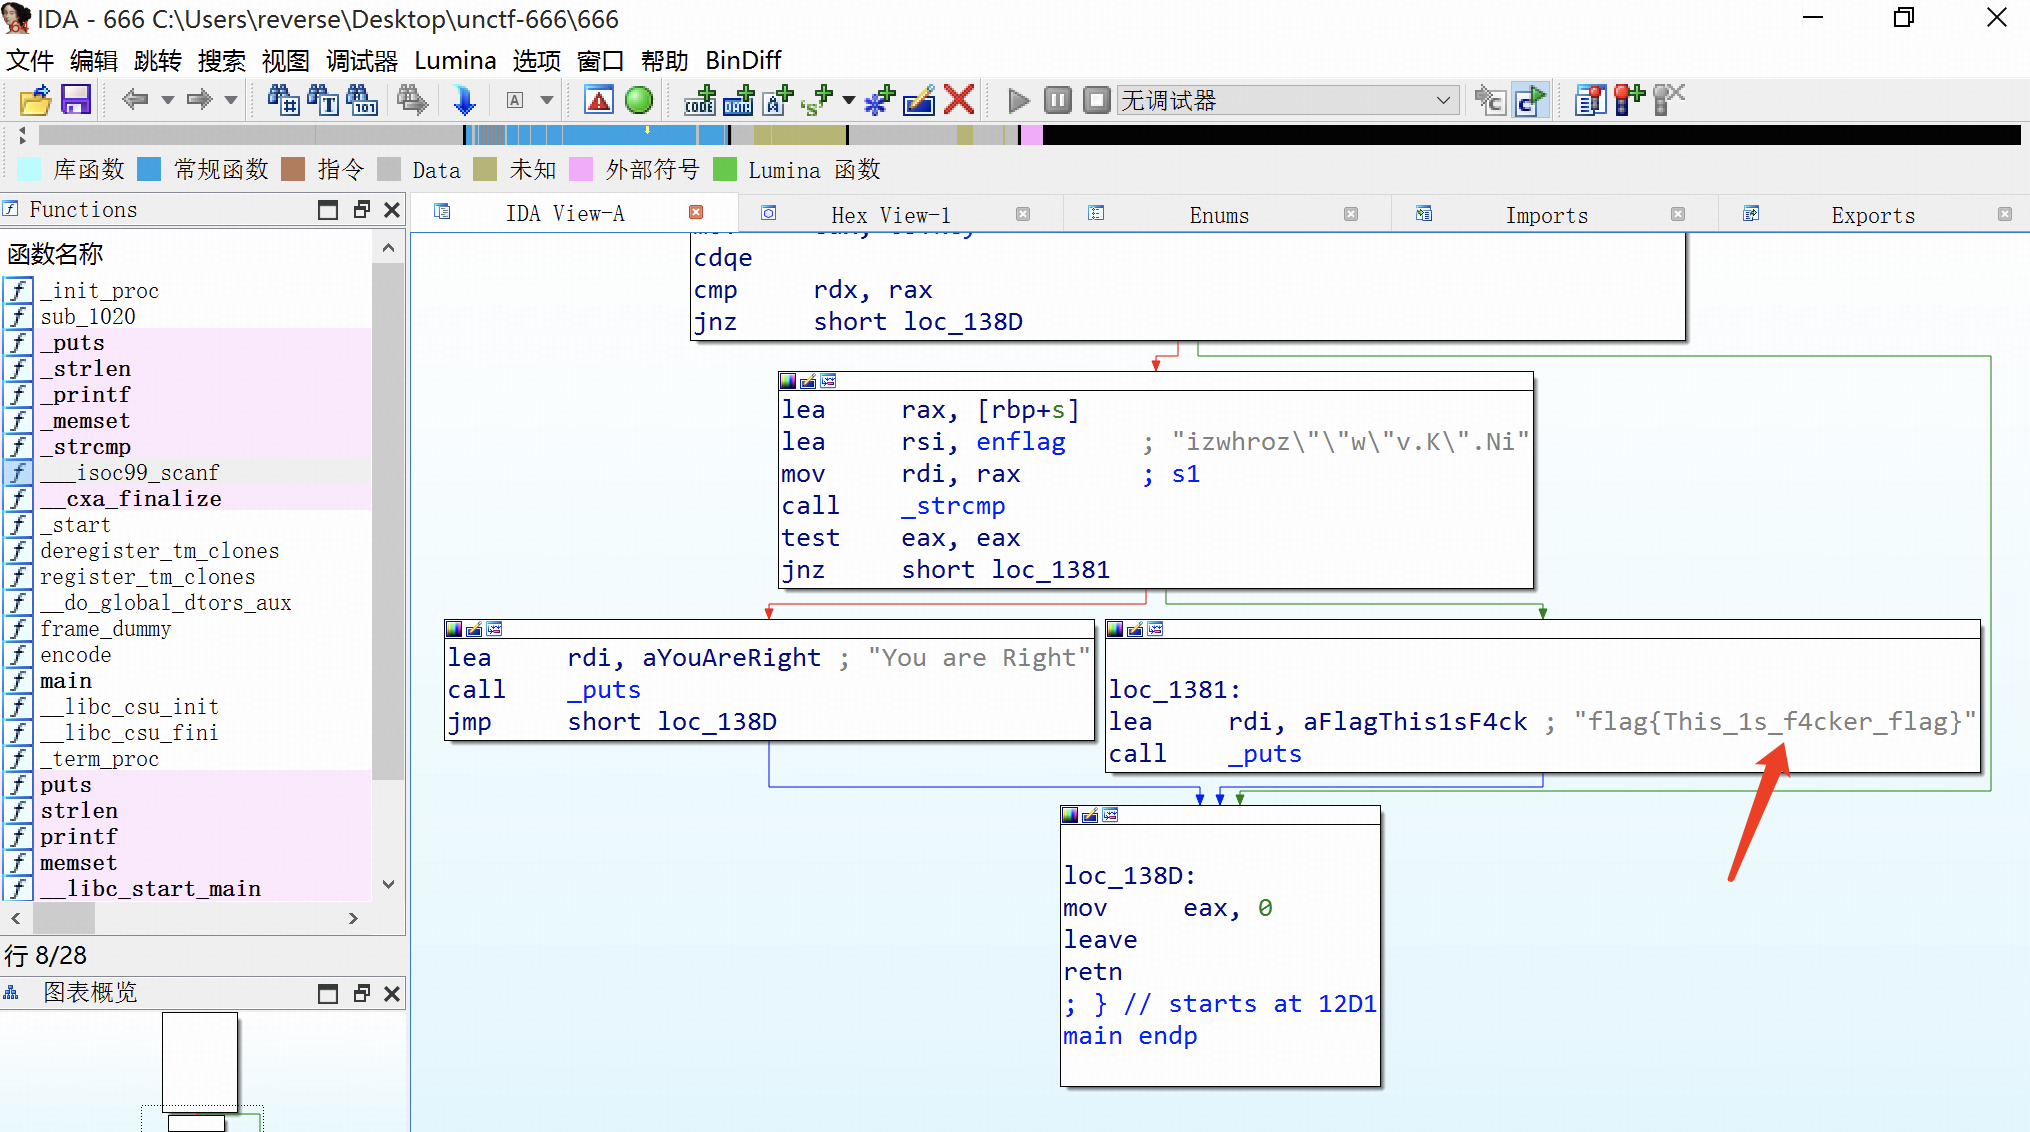 IDA - 666 C:\Users\reverse\Desktop\unctf-666\666
文件 编辑 跳转 搜索 视图 调试器 Lumina 选项 窗口 帮助 BinDiff
无调试器
库函数 常规函数 指令 Data 未知 外部符号 Lumina 函数
Functions
函数名称
_init_proc
sub_1020
_puts
_strlen
_printf
_memset
_strcmp
___isoc99_scanf
__cxa_finalize
_start
deregister_tm_clones
register_tm_clones
__do_global_dtors_aux
frame_dummy
encode
main
__libc_csu_init
__libc_csu_fini
_term_proc
puts
strlen
printf
memset
__libc_start_main
行 8/28
图表概览
IDA View-A Hex View-1 Enums Imports Exports
cdqe
cmp rdx, rax
jnz short loc_138D
lea rax, [rbp+s]
lea rsi, enflag ; "izwhroz\"\"w\"v.K\".Ni"
mov rdi, rax ; s1
call _strcmp
test eax, eax
jnz short loc_1381
lea rdi, aYouAreRight ; "You are Right"
call _puts
jmp short loc_138D
loc_1381:
lea rdi, aFlagThis1sF4ck ; "flag{This_1s_f4cker_flag}"
call _puts
loc_138D:
mov eax, 0
leave
retn
; } // starts at 12D1
main endp